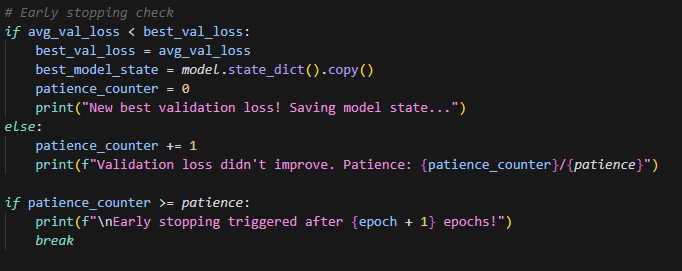 # Early stopping check
if avg_val_loss < best_val_loss:
    best_val_loss = avg_val_loss
    best_model_state = model.state_dict().copy()
    patience_counter = 0
    print("New best validation loss! Saving model state...")
else:
    patience_counter += 1
    print(f"Validation loss didn't improve. Patience: {patience_counter}/{patience}")

if patience_counter >= patience:
    print(f"\nEarly stopping triggered after {epoch + 1} epochs!")
    break